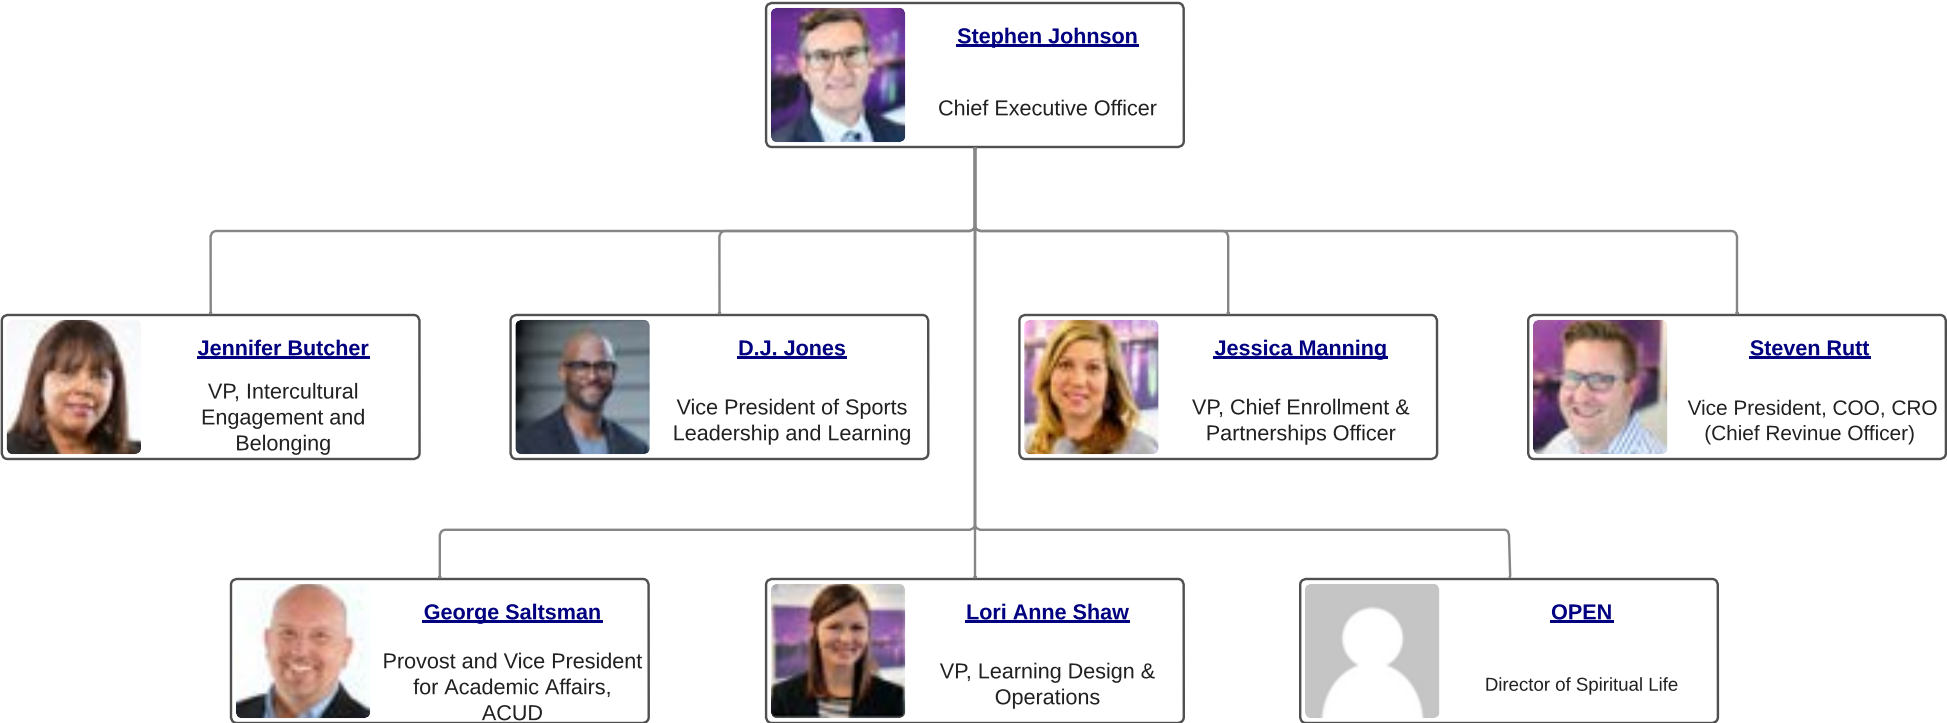 Stephen Johnson
Chief Executive Officer
Jennifer Butcher
VP, Intercultural
Engagement and
Belonging
D.J. Jones
Vice President of Sports
Leadership and Learning
Jessica Manning
VP, Chief Enrollment &
Partnerships Officer
Steven Rutt
Vice President, COO, CRO
(Chief Revinue Officer)
George Saltsman
Provost and Vice President
for Academic Affairs,
ACUD
Lori Anne Shaw
VP, Learning Design &
Operations
OPEN
Director of Spiritual Life